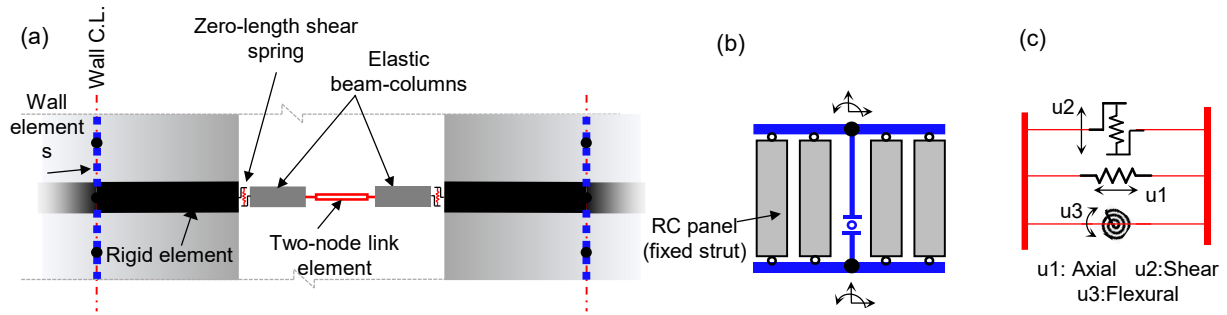 (a)
Wall C.L.
Zero-length shear
spring
Elastic
beam-columns
Wall
element
s
Rigid element
Two-node link
element
(b)
RC panel
(fixed strut)
(c)
u2
u1
u3
u1: Axial u2:Shear
u3:Flexural